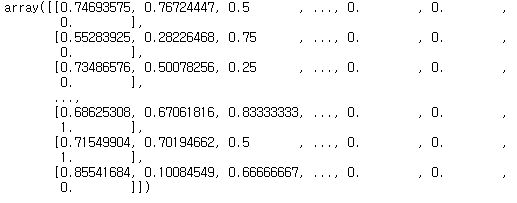 array([[0.74693575, 0.76724447, 0.5       , ..., 0.        , 0.        ,
        0.        ],
       [0.55283925, 0.28226468, 0.75      , ..., 0.        , 0.        ,
        0.        ],
       [0.73486576, 0.50078256, 0.25      , ..., 0.        , 0.        ,
        0.        ],
       ...,
       [0.68625308, 0.67061816, 0.83333333, ..., 0.        , 0.        ,
        1.        ],
       [0.71549904, 0.70194662, 0.5       , ..., 0.        , 0.        ,
        1.        ],
       [0.85541684, 0.10084549, 0.66666667, ..., 0.        , 0.        ,
        0.        ]])